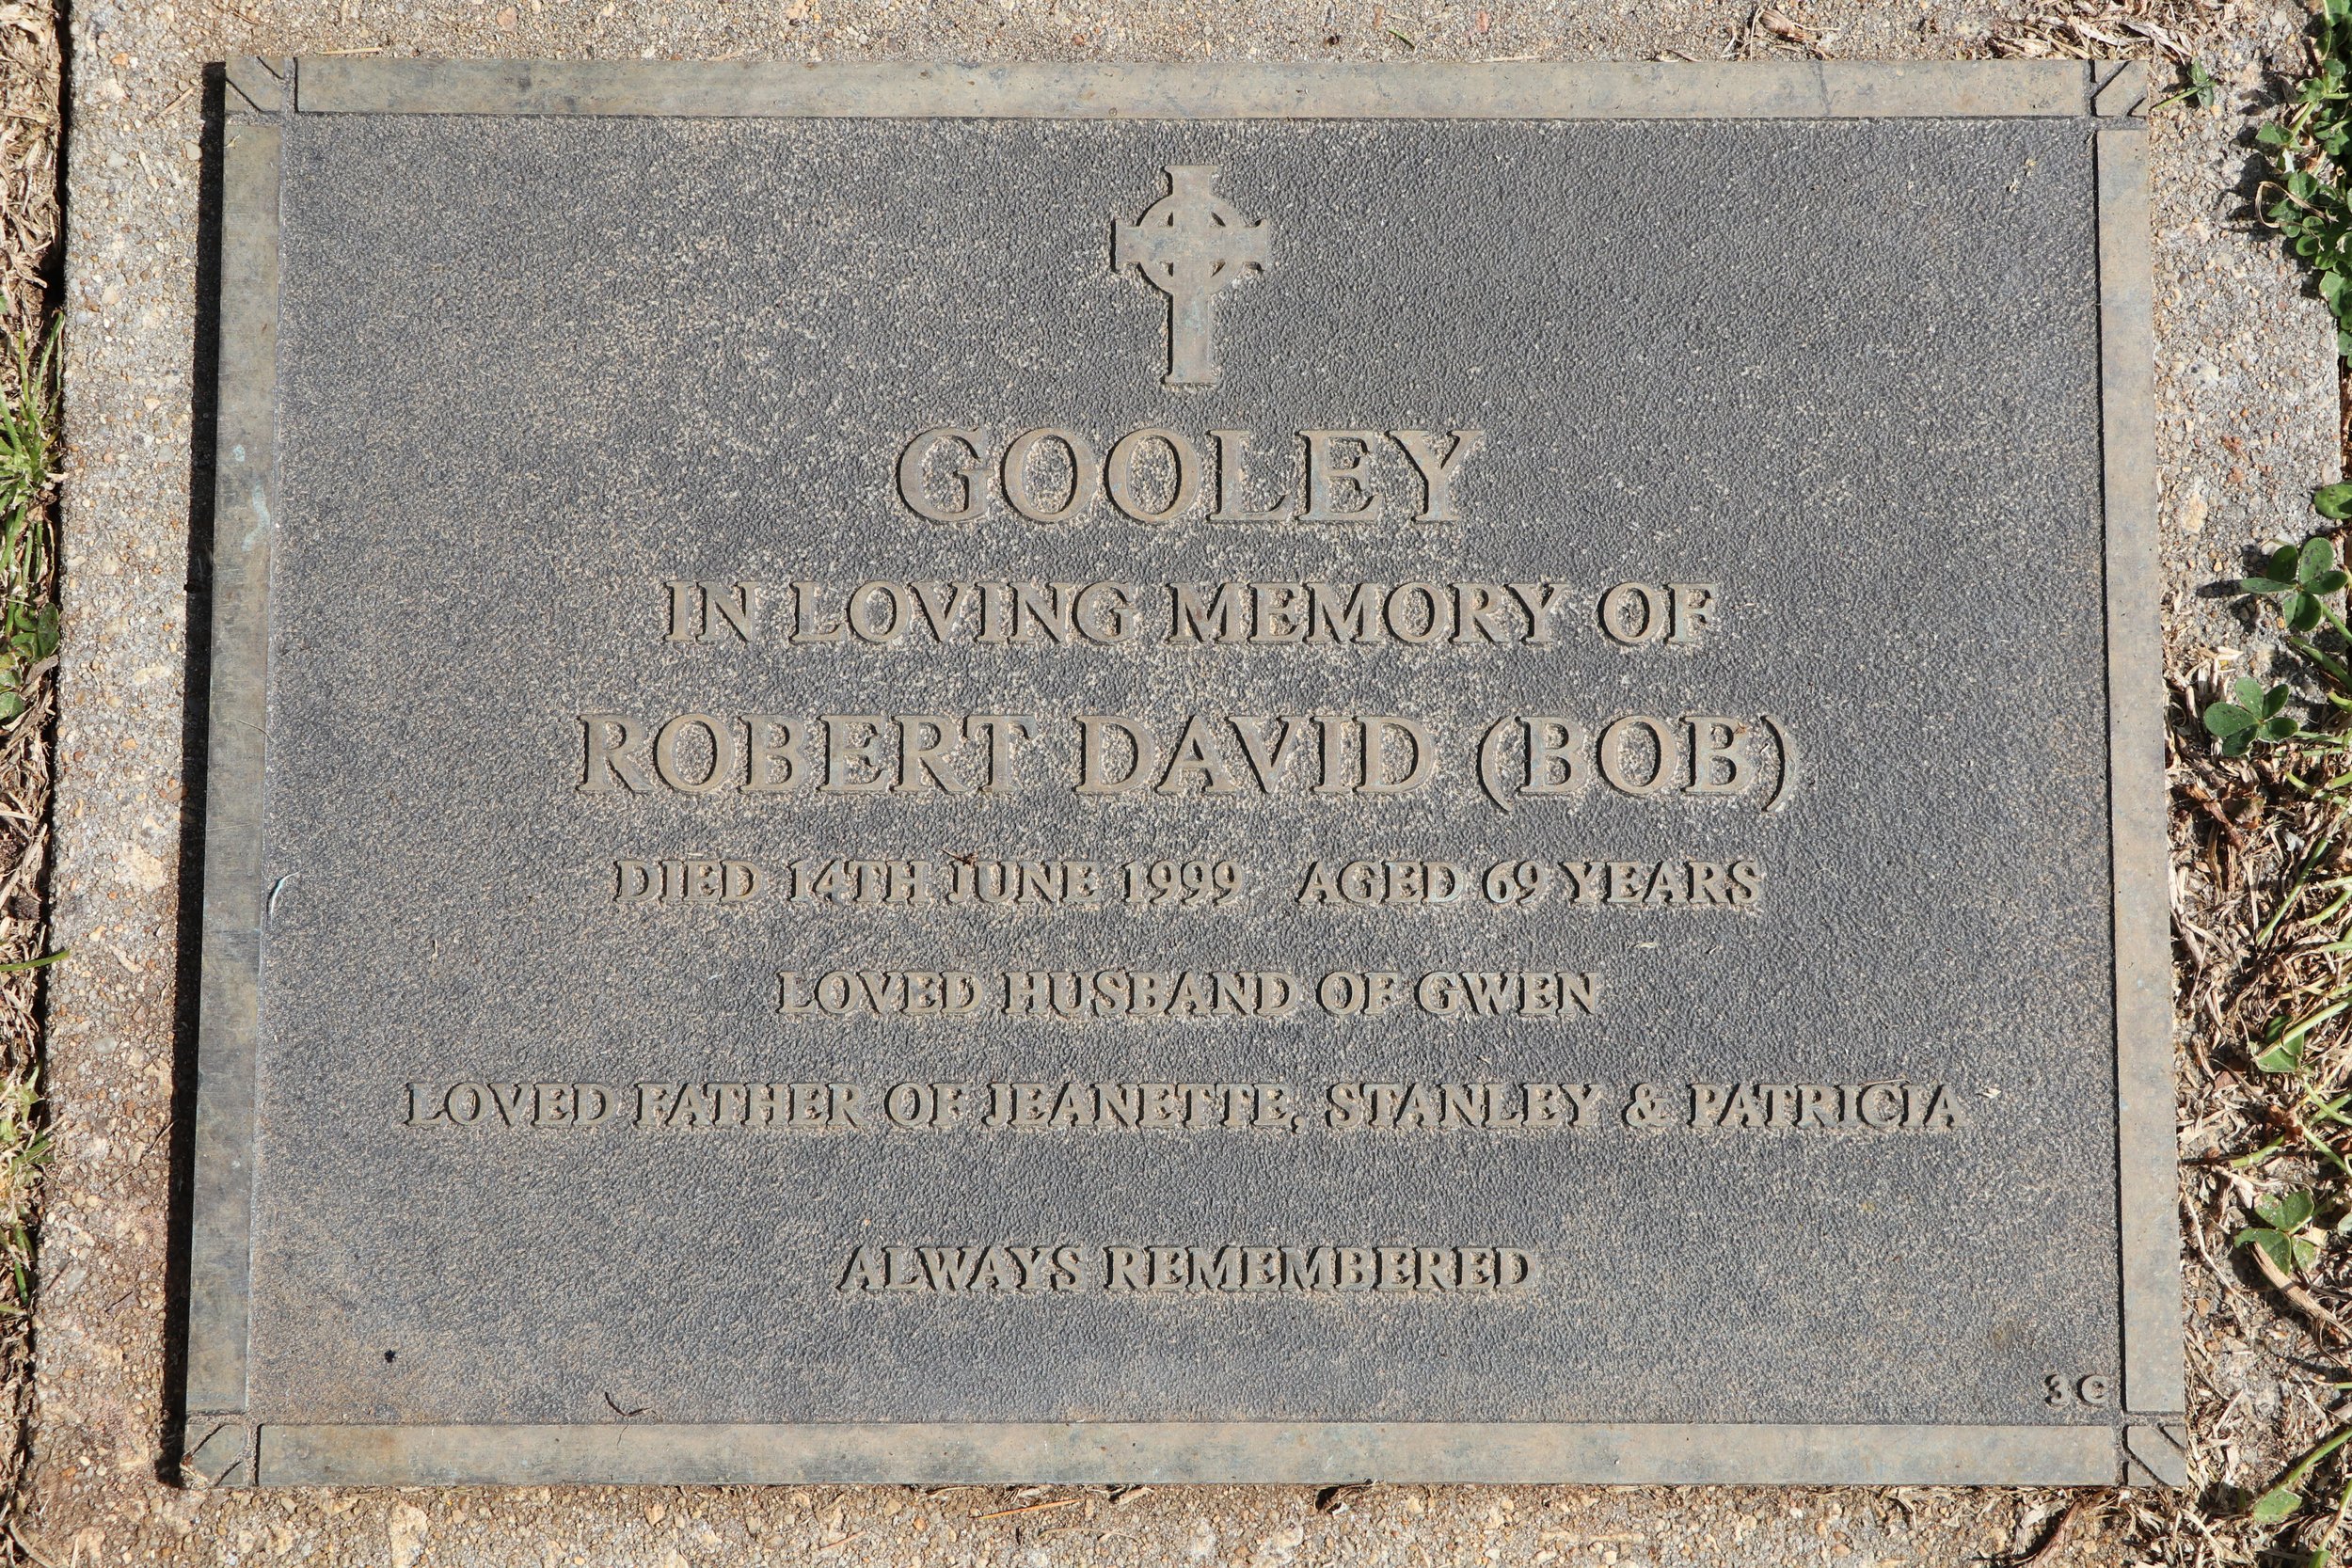 GOOLEY
IN LOVING MEMORY OF
ROBERT DAVID (BOB)
DIED 14TH JUNE 1999 AGED 69 YEARS
LOVED HUSBAND OF GWEN
LOVED FATHER OF JEANETTE, STANLEY & PATRICIA
ALWAYS REMEMBERED
3 C